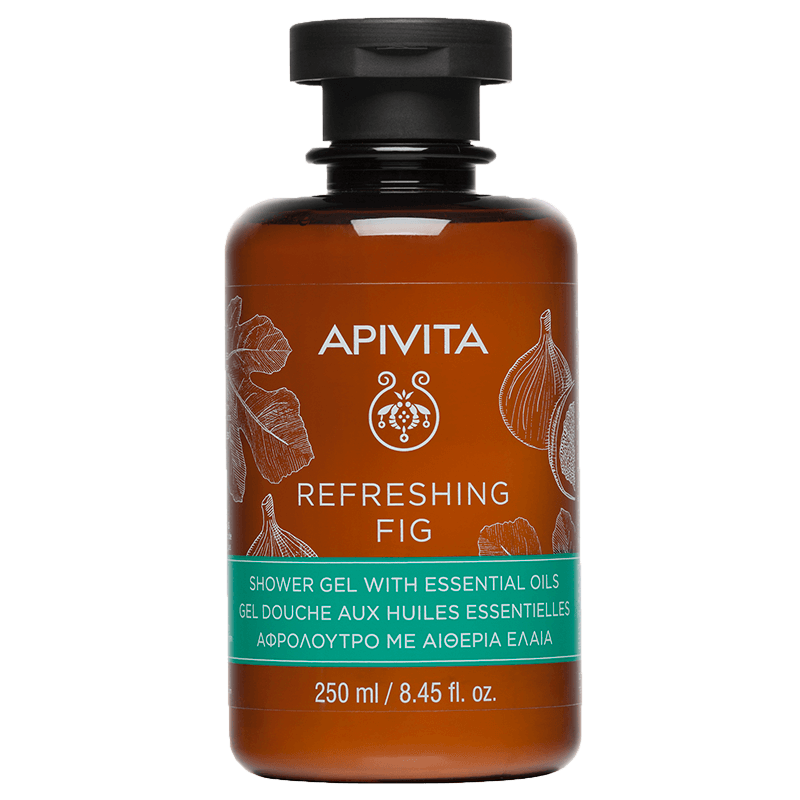 APIVITA
REFRESHING
FIG
SHOWER GEL WITH ESSENTIAL OILS
GEL DOUCHE AUX HUILES ESSENTIELLES
ΑΦΡΟΛΟΥΤΡΟ ΜΕ ΑΙΘΕΡΙΑ ΕΛΑΙΑ
250 ml / 8.45 fl. oz.